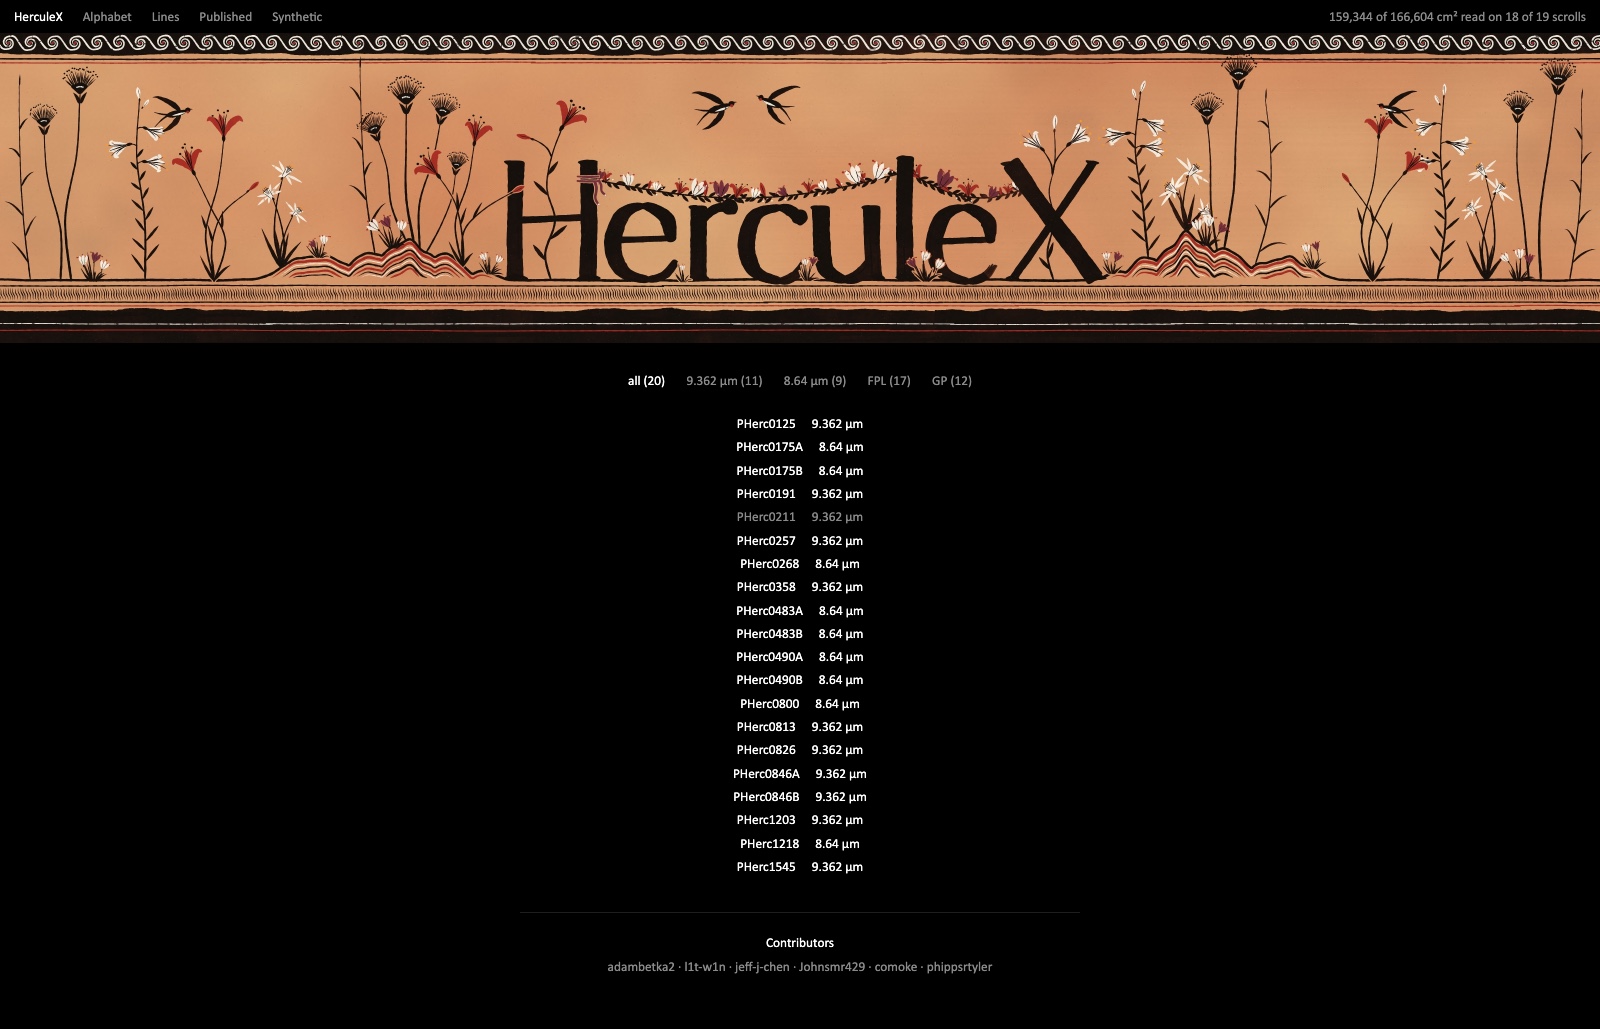 HerculeX Alphabet Lines Published Synthetic 159,344 of 166,604 cm² read on 18 of 19 scrolls
HerculeX
all (20) 9.362 µm (11) 8.64 µm (9) FPL (17) GP (12)
PHerc0125 9.362 µm
PHerc0175A 8.64 µm
PHerc0175B 8.64 µm
PHerc0191 9.362 µm
PHerc0211 9.362 µm
PHerc0257 9.362 µm
PHerc0268 8.64 µm
PHerc0358 9.362 µm
PHerc0483A 8.64 µm
PHerc0483B 8.64 µm
PHerc0490A 8.64 µm
PHerc0490B 8.64 µm
PHerc0800 8.64 µm
PHerc0813 9.362 µm
PHerc0826 9.362 µm
PHerc0846A 9.362 µm
PHerc0846B 9.362 µm
PHerc1203 9.362 µm
PHerc1218 8.64 µm
PHerc1545 9.362 µm
Contributors
adambetka2 · l1t-w1n · jeff-j-chen · Johnsmr429 · comoke · phippsrtyler